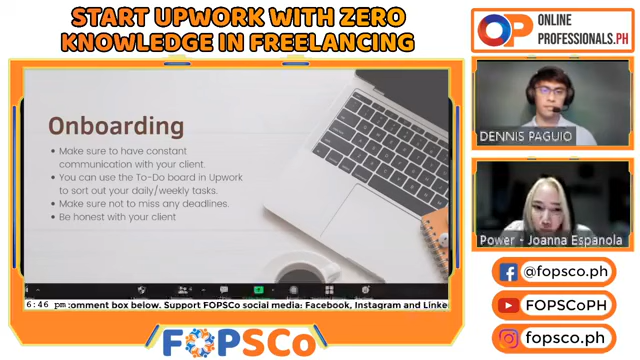 START UPWORK WITH ZERO
KNOWLEDGE IN FREELANCING
OP
ONLINE
PROFESSIONALS.PH
Onboarding
• Make sure to have constant
communication with your client.
• You can use the To-Do board in Upwork
to sort out your daily/weekly tasks.
• Make sure not to miss any deadlines.
• Be honest with your client
DENNIS PAGUIO
Power - Joanna Espanola
6:46 pm
comment box below. Support FOPSCo social media: Facebook, Instagram and Linke
FOPSCo
@fopsco.ph
FOPSCoPH
fopsco.ph